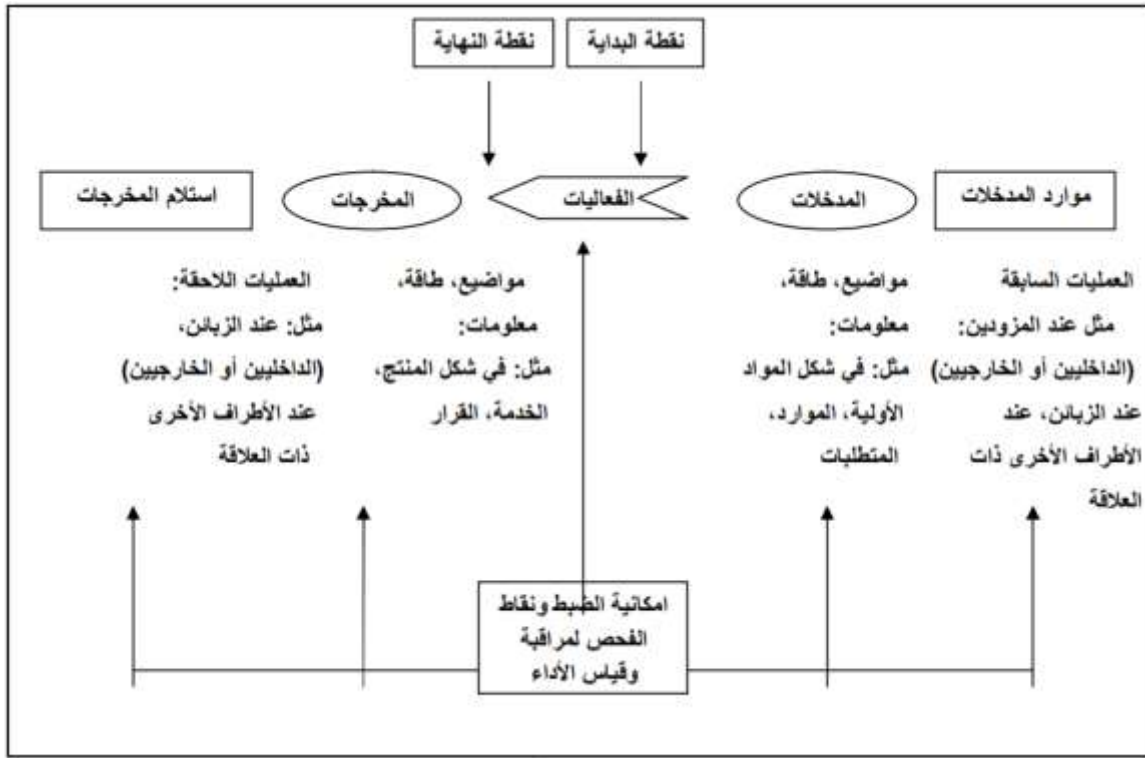 نقطة البداية
نقطة النهاية
موارد المدخلات
المدخلات
الفعاليات
المخرجات
استلام المخرجات
العمليات السابقة
مثل عند المزودين:
(الداخليين أو الخارجيين)
عند الزبائن، عند
الأطراف الأخرى ذات
العلاقة
مواضيع، طاقة،
معلومات:
مثل: في شكل المواد
الأولية، الموارد،
المتطلبات
مواضيع، طاقة،
معلومات:
مثل: في شكل المنتج،
الخدمة، القرار
العمليات اللاحقة:
مثل: عند الزبائن،
(الداخليين أو الخارجيين)
عند الأطراف الأخرى
ذات العلاقة
امكانية الضبط ونقاط
الفحص لمراقبة
وقياس الأداء